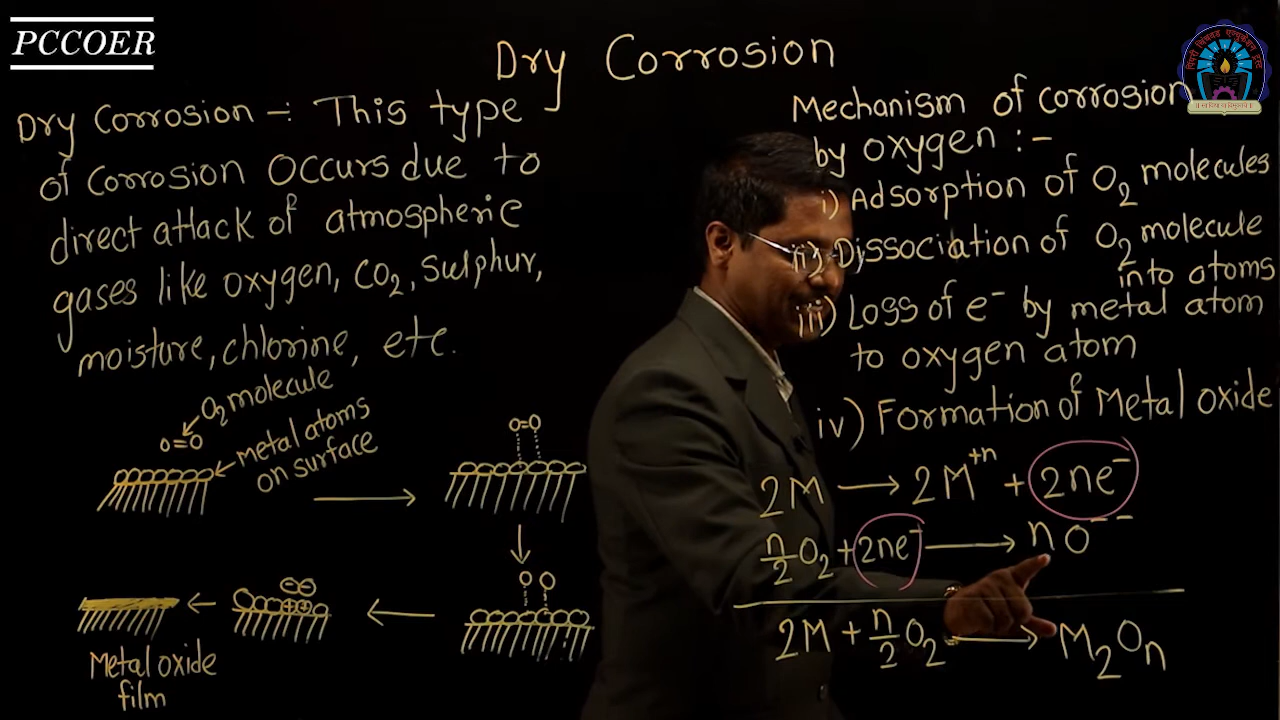 PCCOER
Dry Corrosion
Dry Corrosion :- This type
of Corrosion Occurs due to
direct attack of atmospheric
gases like oxygen, CO₂, Sulphur,
moisture, chlorine, etc.
O₂ molecule
O=O
Metal atoms
on surface
O=O
O O
Metal oxide
film
Mechanism of corrosion
by oxygen :-
i) Adsorption of O₂ molecules
ii) Dissociation of O₂ molecule
into atoms
iii) Loss of e⁻ by metal atom
to oxygen atom
iv) Formation of Metal oxide
2M → 2M⁺ⁿ + 2ne⁻
n/2 O₂ + 2ne⁻ → n O⁻⁻
2M + n/2 O₂ → M₂Oₙ